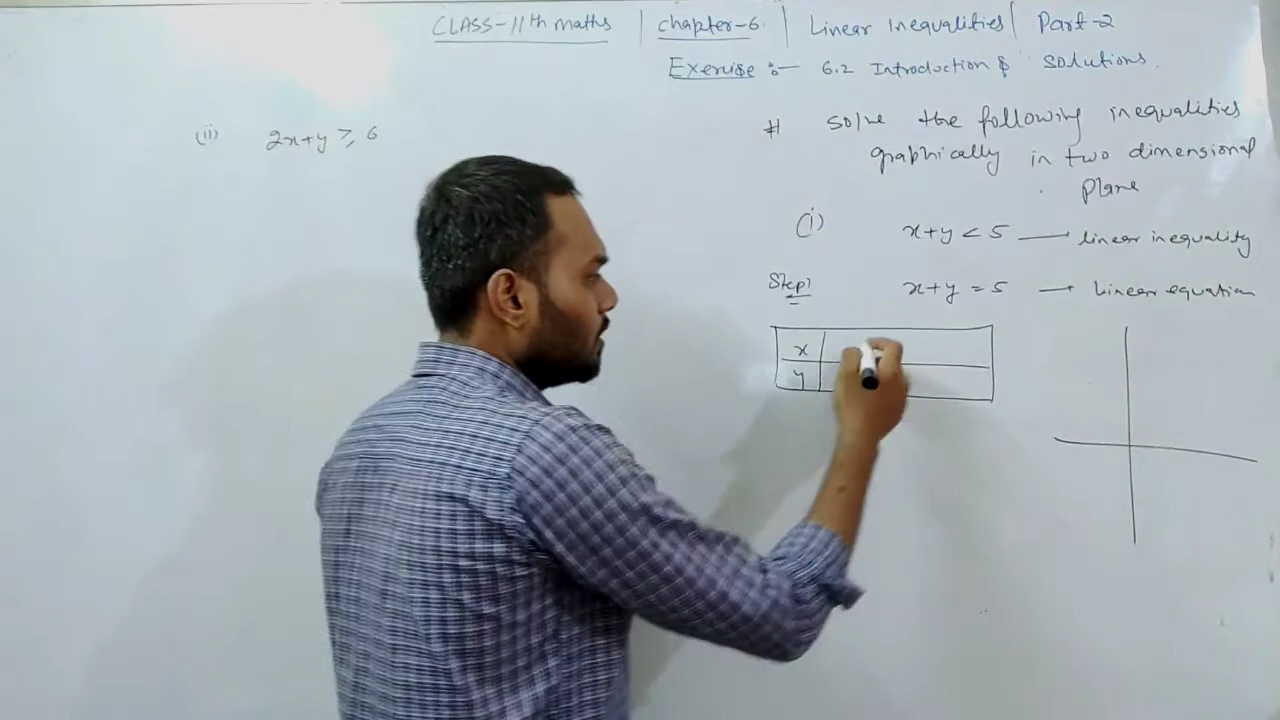 CLASS-11th maths | chapter-6 | Linear Inequalities | Part-2
Exercise :- 6.2 Introduction & solutions.
# solve the following inequalities
graphically in two dimensional
plane
(i) x+y < 5 → linear inequality
Step1 x+y = 5 → Linear equation
x
y
(ii) 2x+y ≥ 6